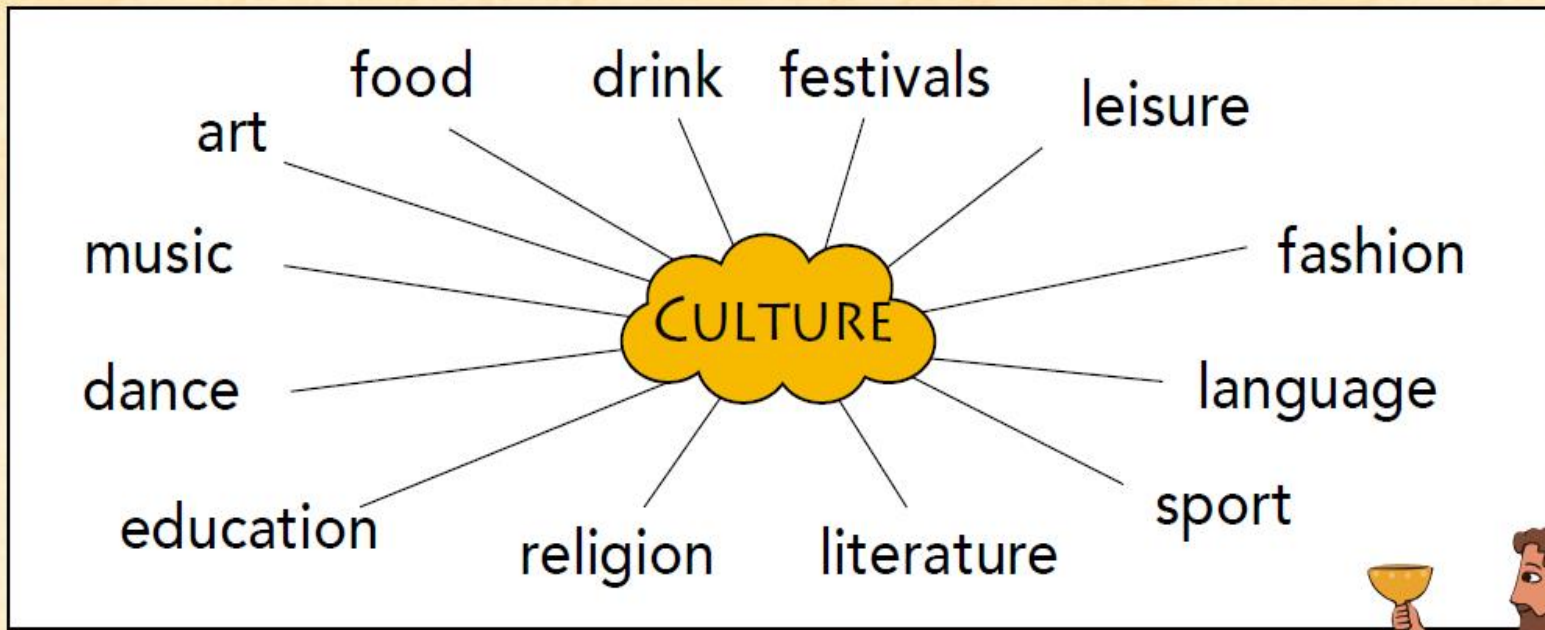 food drink festivals leisure
art
music fashion
CULTURE
dance language
education religion literature sport